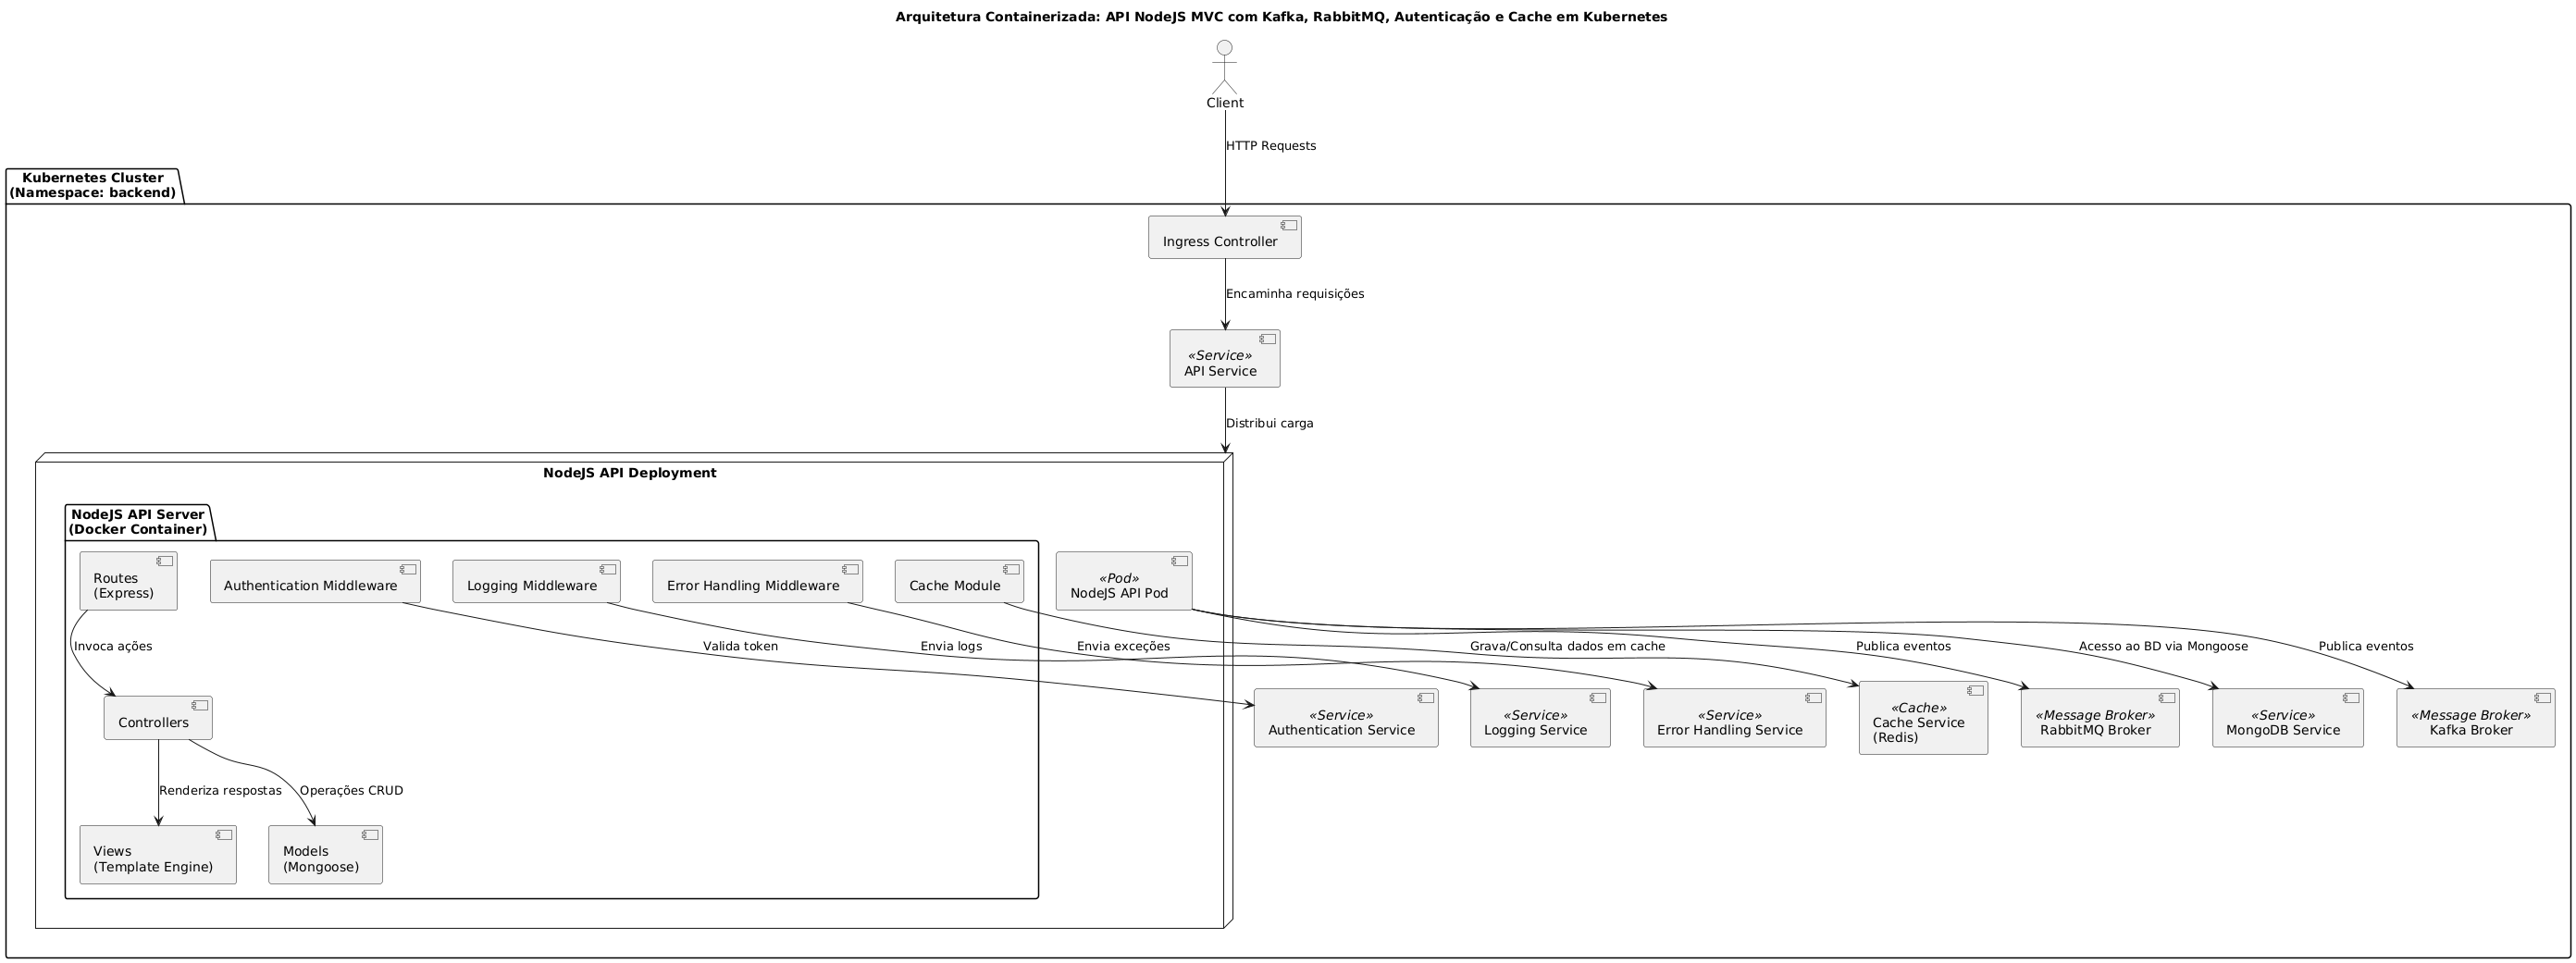 Arquitetura Containerizada: API NodeJS MVC com Kafka, RabbitMQ, Autenticação e Cache em Kubernetes
Client
HTTP Requests
Kubernetes Cluster
(Namespace: backend)
Ingress Controller
Encaminha requisições
«Service»
API Service
Distribui carga
NodeJS API Deployment
NodeJS API Server
(Docker Container)
Routes
(Express)
Authentication Middleware
Logging Middleware
Error Handling Middleware
Cache Module
«Pod»
NodeJS API Pod
Invoca ações
Valida token
Envia logs
Envia exceções
Grava/Consulta dados em cache
Publica eventos
Acesso ao BD via Mongoose
Publica eventos
Controllers
«Service»
Authentication Service
«Service»
Logging Service
«Service»
Error Handling Service
«Cache»
Cache Service
(Redis)
«Message Broker»
RabbitMQ Broker
«Service»
MongoDB Service
«Message Broker»
Kafka Broker
Renderiza respostas
Operações CRUD
Views
(Template Engine)
Models
(Mongoose)